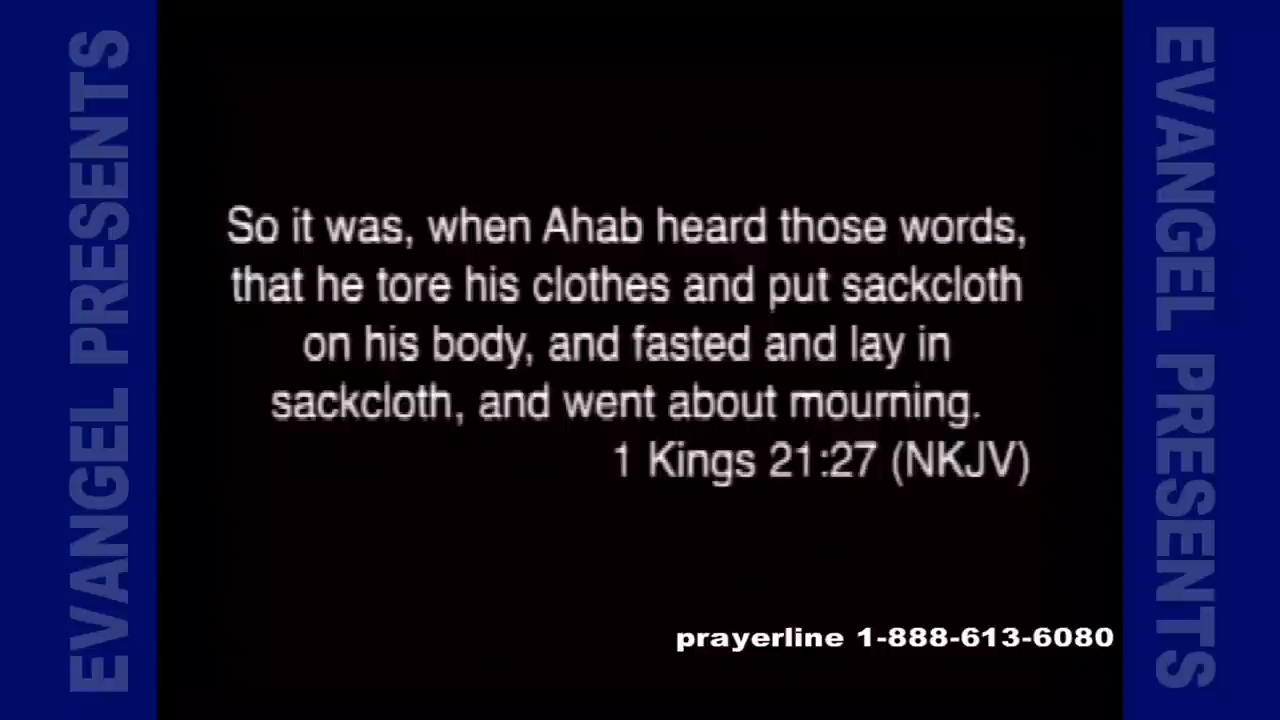 EVANGEL PRESENTS
So it was, when Ahab heard those words,
that he tore his clothes and put sackcloth
on his body, and fasted and lay in
sackcloth, and went about mourning.
1 Kings 21:27 (NKJV)
prayerline 1-888-613-6080
EVANGEL PRESENTS